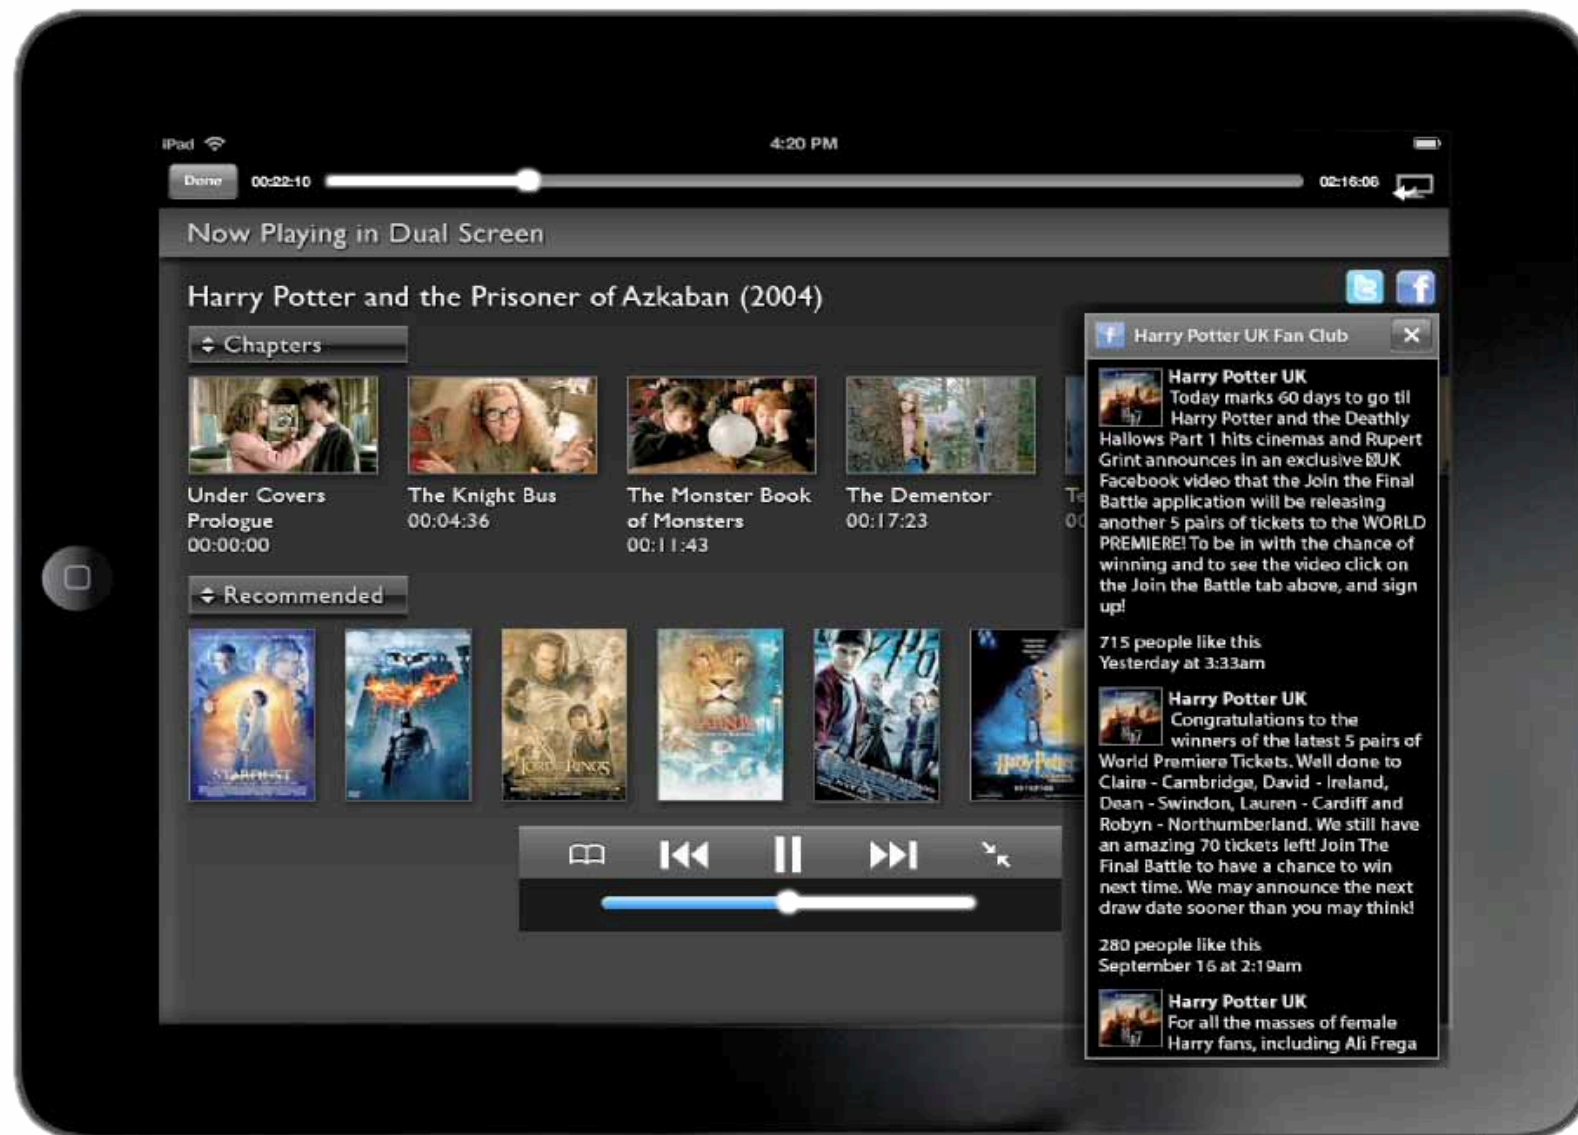 iPad
4:20 PM
Done
00:22:10
02:16:06
Now Playing in Dual Screen
Harry Potter and the Prisoner of Azkaban (2004)
Chapters
Under Covers
Prologue
00:00:00
The Knight Bus
00:04:36
The Monster Book
of Monsters
00:11:43
The Dementor
00:17:23
Recommended
STARDUST
LORD OF THE RINGS
NARNIA
Harry Potter
f Harry Potter UK Fan Club
Harry Potter UK
Today marks 60 days to go til
Harry Potter and the Deathly
Hallows Part 1 hits cinemas and Rupert
Grint announces in an exclusive UK
Facebook video that the Join the Final
Battle application will be releasing
another 5 pairs of tickets to the WORLD
PREMIERE! To be in with the chance of
winning and to see the video click on
the Join the Battle tab above, and sign
up!
715 people like this
Yesterday at 3:33am
Harry Potter UK
Congratulations to the
winners of the latest 5 pairs of
World Premiere Tickets. Well done to
Claire - Cambridge, David - Ireland,
Dean - Swindon, Lauren - Cardiff and
Robyn - Northumberland. We still have
an amazing 70 tickets left! Join The
Final Battle to have a chance to win
next time. We may announce the next
draw date sooner than you may think!
280 people like this
September 16 at 2:19am
Harry Potter UK
For all the masses of female
Harry fans, including Ali Frega